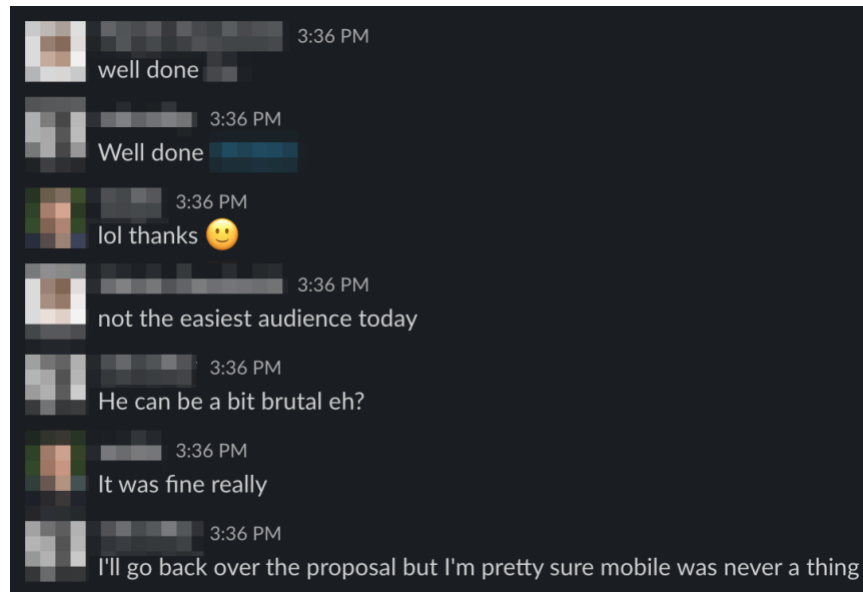 3:36 PM
well done
3:36 PM
Well done
3:36 PM
lol thanks
3:36 PM
not the easiest audience today
3:36 PM
He can be a bit brutal eh?
3:36 PM
It was fine really
3:36 PM
I'll go back over the proposal but I'm pretty sure mobile was never a thing